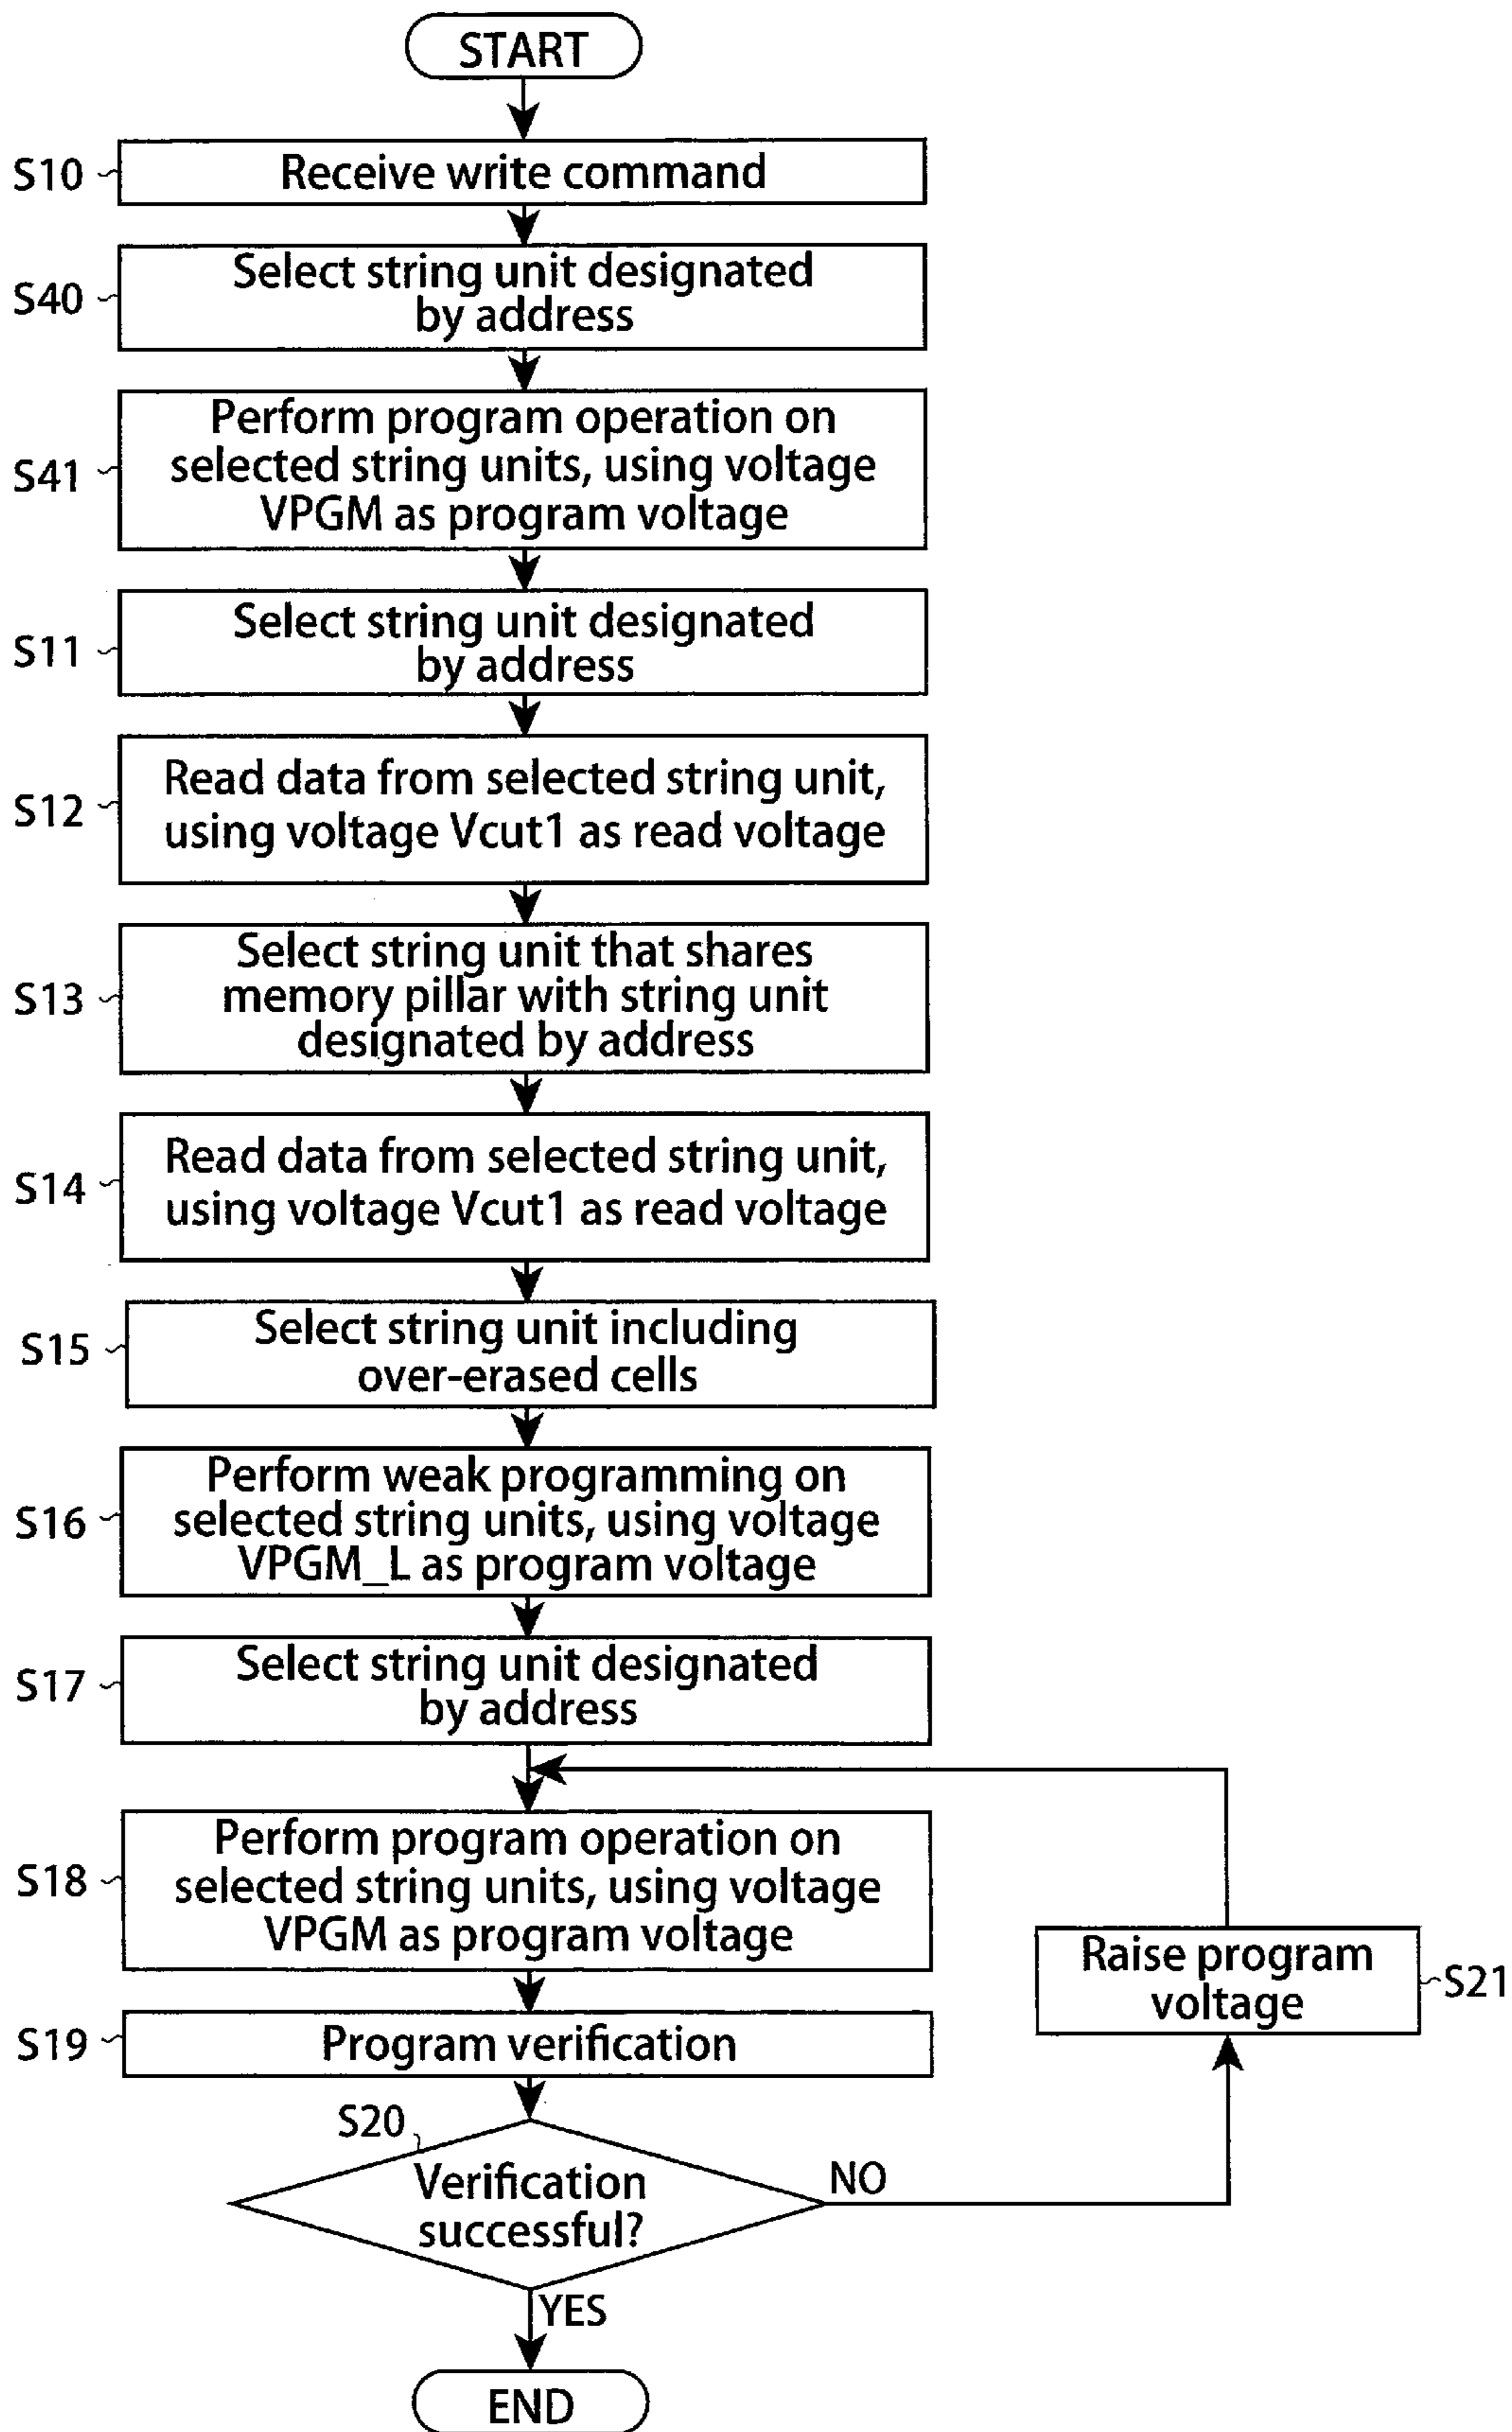 START
S10
Receive write command
S40
Select string unit designated
by address
S41
Perform program operation on
selected string units, using voltage
VPGM as program voltage
S11
Select string unit designated
by address
S12
Read data from selected string unit,
using voltage Vcut1 as read voltage
S13
Select string unit that shares
memory pillar with string unit
designated by address
S14
Read data from selected string unit,
using voltage Vcut1 as read voltage
S15
Select string unit including
over-erased cells
S16
Perform weak programming on
selected string units, using voltage
VPGM_L as program voltage
S17
Select string unit designated
by address
S18
Perform program operation on
selected string units, using voltage
VPGM as program voltage
Raise program
voltage
S21
S19
Program verification
S20
Verification
successful?
NO
YES
END